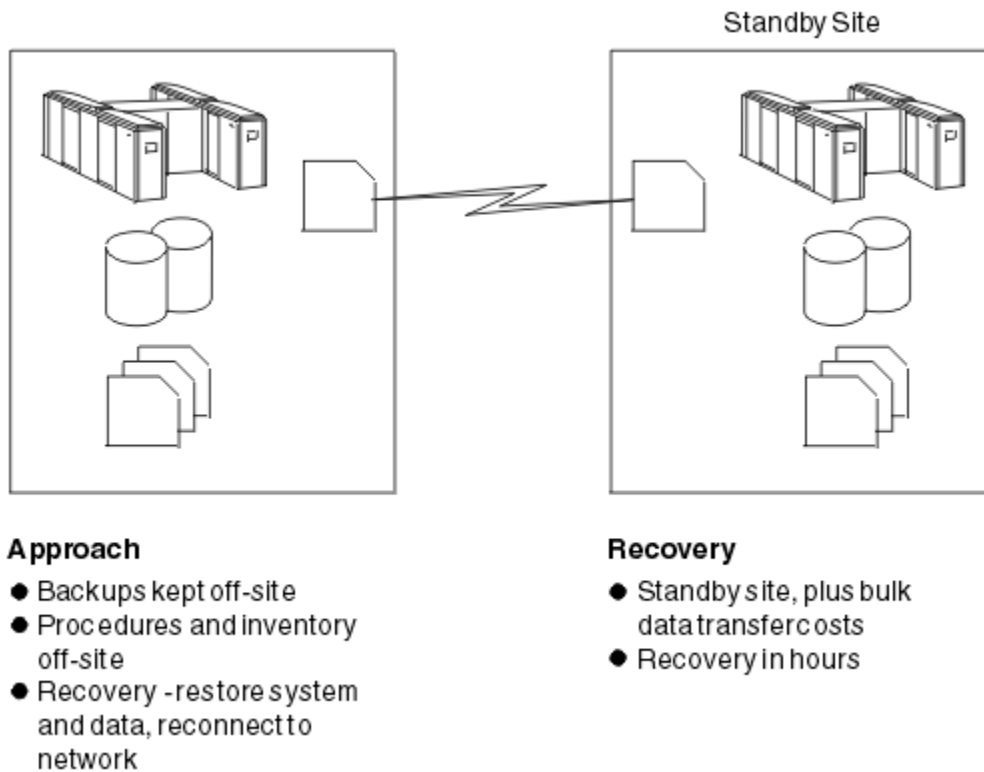 Standby Site
Approach
● Backups kept off-site
● Procedures and inventory
off-site
● Recovery -restore system
and data, reconnect to
network
Recovery
● Standby site, plus bulk
data transfer costs
● Recovery in hours